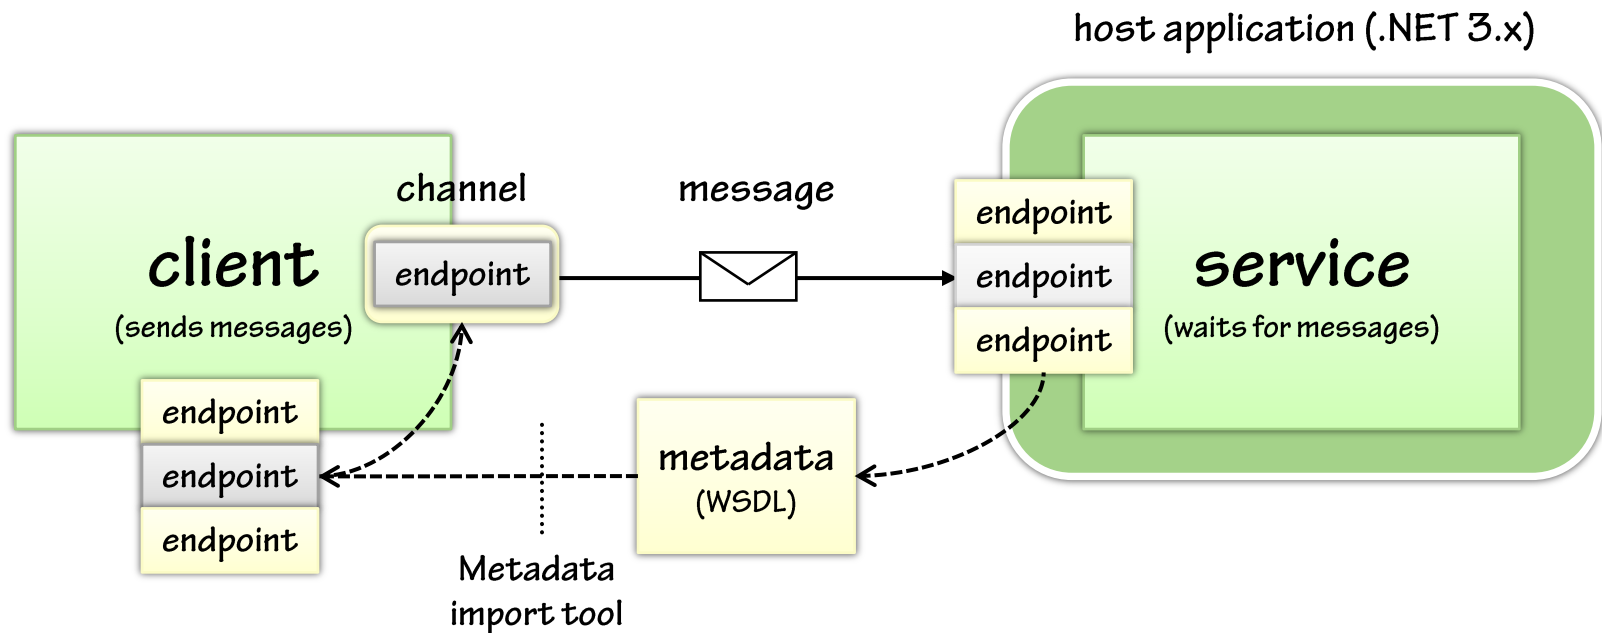 host application (.NET 3.x)
channel
message
client
(sends messages)
endpoint
endpoint
endpoint
endpoint
service
(waits for messages)
endpoint
endpoint
endpoint
metadata
(WSDL)
Metadata
import tool